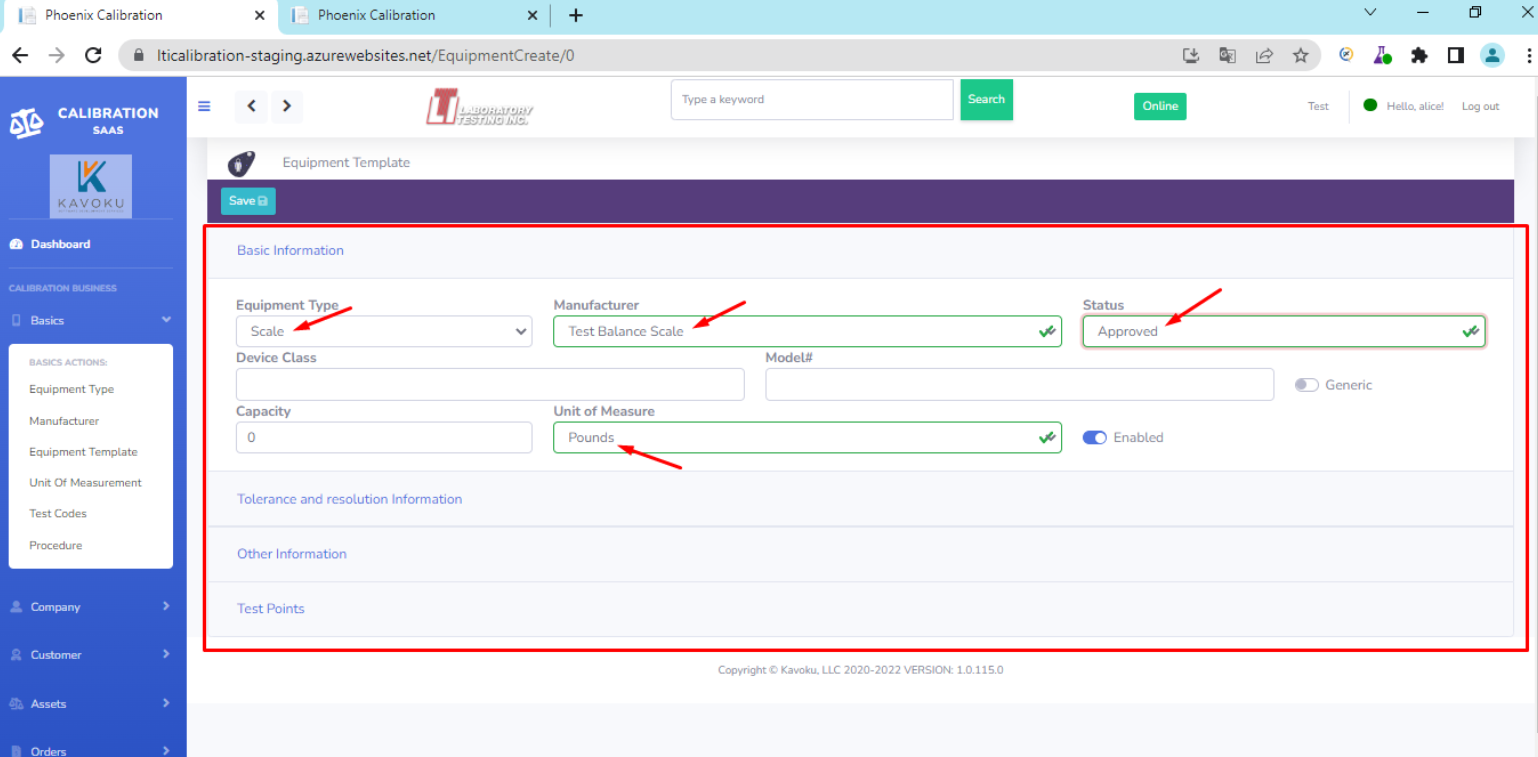 Phoenix Calibration
Phoenix Calibration
lticalibration-staging.azurewebsites.net/EquipmentCreate/0
CALIBRATION
SAAS
KAVOKU
Dashboard
CALIBRATION BUSINESS
Basics
BASICS ACTIONS:
Equipment Type
Manufacturer
Equipment Template
Unit Of Measurement
Test Codes
Procedure
Company
Customer
Assets
Orders
LT LABORATORY
TESTING INC.
Type a keyword
Search
Online
Test
Hello, alice!
Log out
Equipment Template
Save
Basic Information
Equipment Type
Scale
Manufacturer
Test Balance Scale
Status
Approved
Device Class
Model#
Generic
Capacity
0
Unit of Measure
Pounds
Enabled
Tolerance and resolution Information
Other Information
Test Points
Copyright © Kavoku, LLC 2020-2022 VERSION: 1.0.115.0